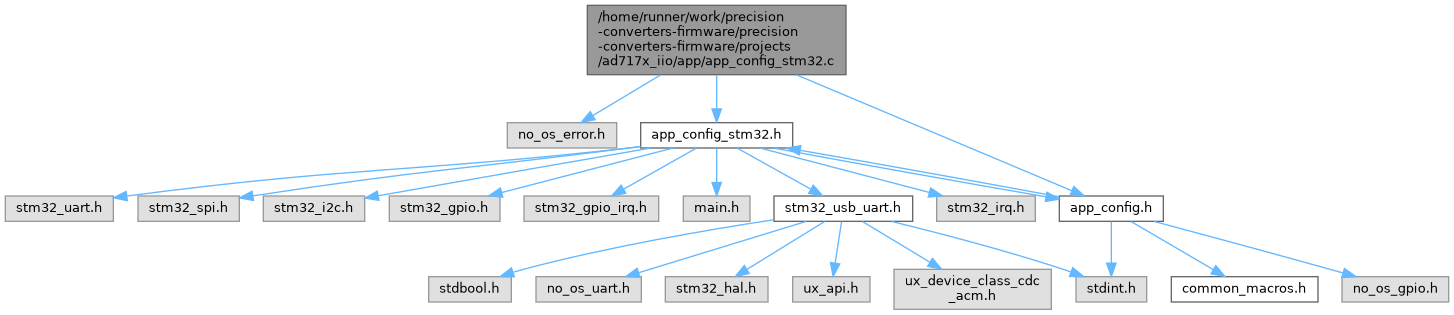 /home/runner/work/precision
-converters-firmware/precision
-converters-firmware/projects
/ad717x_iio/app/app_config_stm32.c
no_os_error.h
app_config_stm32.h
stm32_uart.h
stm32_spi.h
stm32_i2c.h
stm32_gpio.h
stm32_gpio_irq.h
main.h
stm32_usb_uart.h
stm32_irq.h
app_config.h
stdbool.h
no_os_uart.h
stm32_hal.h
ux_api.h
ux_device_class_cdc
_acm.h
stdint.h
common_macros.h
no_os_gpio.h